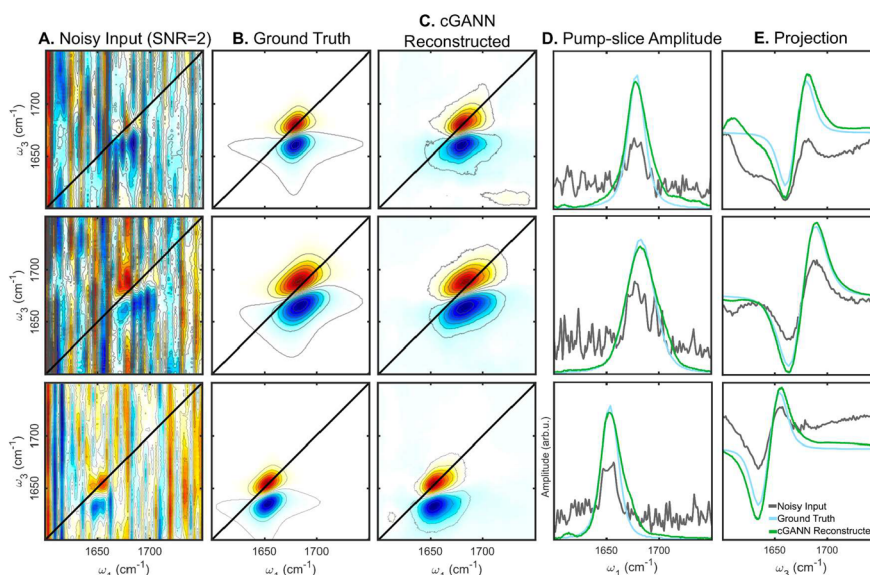 C. cGANN
A. Noisy Input (SNR=2) B. Ground Truth Reconstructed D. Pump-slice Amplitude E. Projection
1700
ω3 (cm-1)
1650
1700
ω3 (cm-1)
1650
1700
ω3 (cm-1)
1650
Amplitude (arb.u.)
Noisy Input
Ground Truth
cGANN Reconstructe
1650 1700 1650 1700 1650 1700 1650 1700 1650 1700
(cm-1) (cm-1) (cm-1) ω1 (cm-1) ω3 (cm-1)